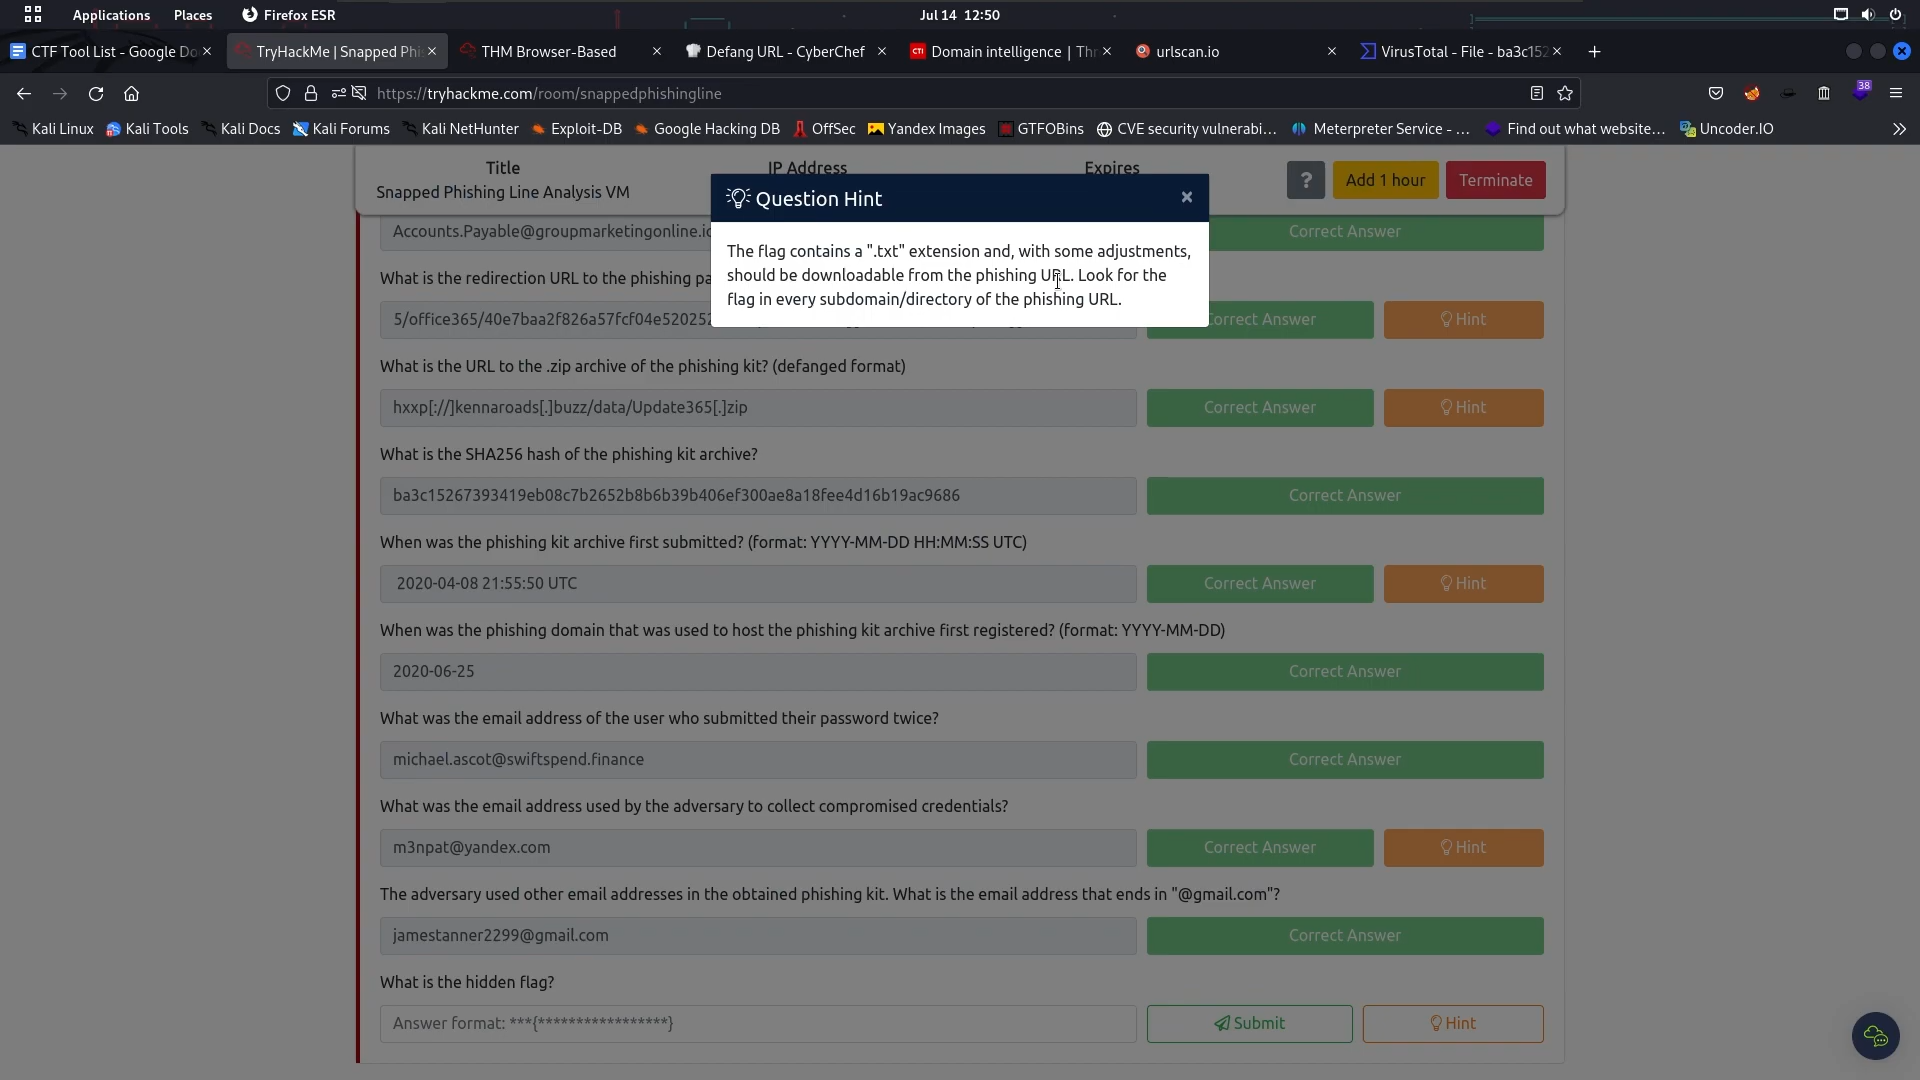 Applications Places Firefox ESR Jul 14 12:50
CTF Tool List - Google Do TryHackMe | Snapped Phi THM Browser-Based Defang URL - CyberChef CTI Domain intelligence | Thr urlscan.io VirusTotal - File - ba3c152
https://tryhackme.com/room/snappedphishingline 38
Kali Linux Kali Tools Kali Docs Kali Forums Kali NetHunter Exploit-DB Google Hacking DB OffSec Yandex Images GTFOBins CVE security vulnerabi... Meterpreter Service - ... Find out what website... Uncoder.IO
Title IP Address Expires
Snapped Phishing Line Analysis VM ? Add 1 hour Terminate
Question Hint ×
The flag contains a ".txt" extension and, with some adjustments,
should be downloadable from the phishing URL. Look for the
flag in every subdomain/directory of the phishing URL.
Accounts.Payable@groupmarketingonline.ic Correct Answer
What is the redirection URL to the phishing pa
5/office365/40e7baa2f826a57fcf04e520252 Correct Answer Hint
What is the URL to the .zip archive of the phishing kit? (defanged format)
hxxp[://]kennaroads[.]buzz/data/Update365[.]zip Correct Answer Hint
What is the SHA256 hash of the phishing kit archive?
ba3c15267393419eb08c7b2652b8b6b39b406ef300ae8a18fee4d16b19ac9686 Correct Answer
When was the phishing kit archive first submitted? (format: YYYY-MM-DD HH:MM:SS UTC)
2020-04-08 21:55:50 UTC Correct Answer Hint
When was the phishing domain that was used to host the phishing kit archive first registered? (format: YYYY-MM-DD)
2020-06-25 Correct Answer
What was the email address of the user who submitted their password twice?
michael.ascot@swiftspend.finance Correct Answer
What was the email address used by the adversary to collect compromised credentials?
m3npat@yandex.com Correct Answer Hint
The adversary used other email addresses in the obtained phishing kit. What is the email address that ends in "@gmail.com"?
jamestanner2299@gmail.com Correct Answer
What is the hidden flag?
Answer format: ***{*****************} Submit Hint